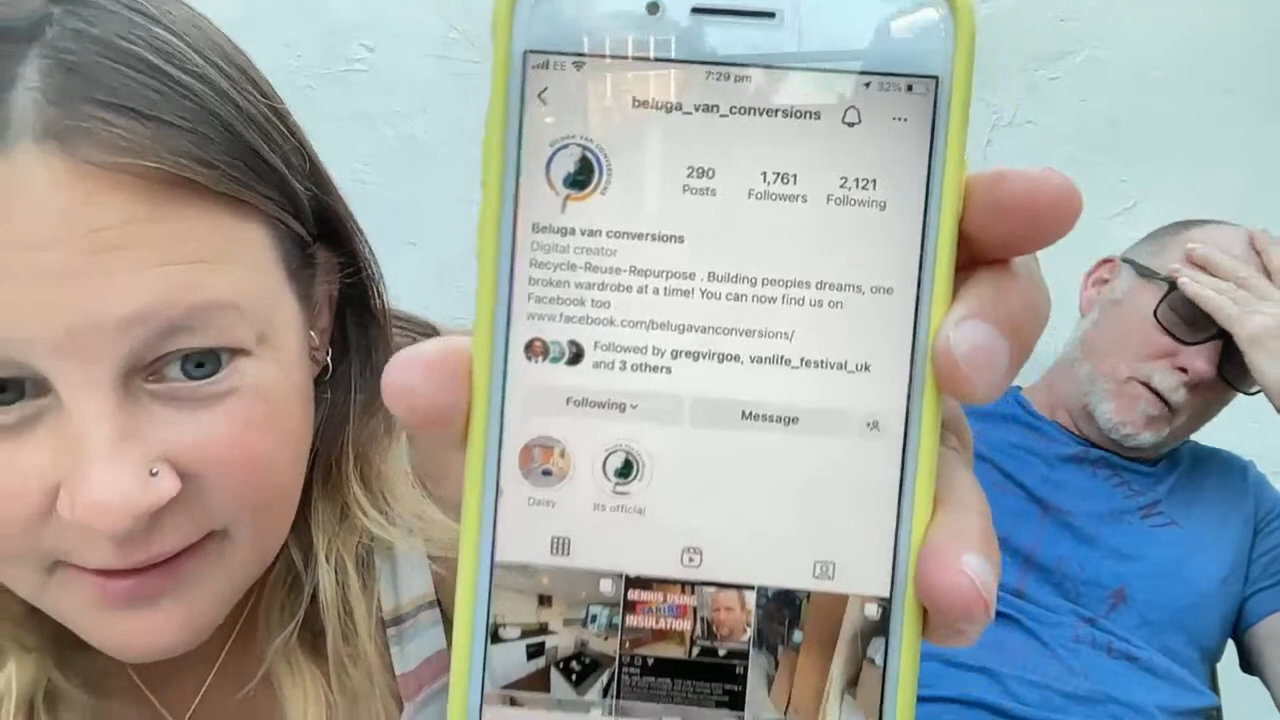 EE
7:29 pm
32%
beluga_van_conversions
290
Posts
1,761
Followers
2,121
Following
Beluga van conversions
Digital creator
Recycle-Reuse-Repurpose . Building peoples dreams, one
broken wardrobe at a time! You can now find us on
Facebook too
www.facebook.com/belugavanconversions/
Followed by gregvirgoe, vanlife_festival_uk
and 3 others
Following
Message
Daisy
Its official
GENIUS USING
INSULATION